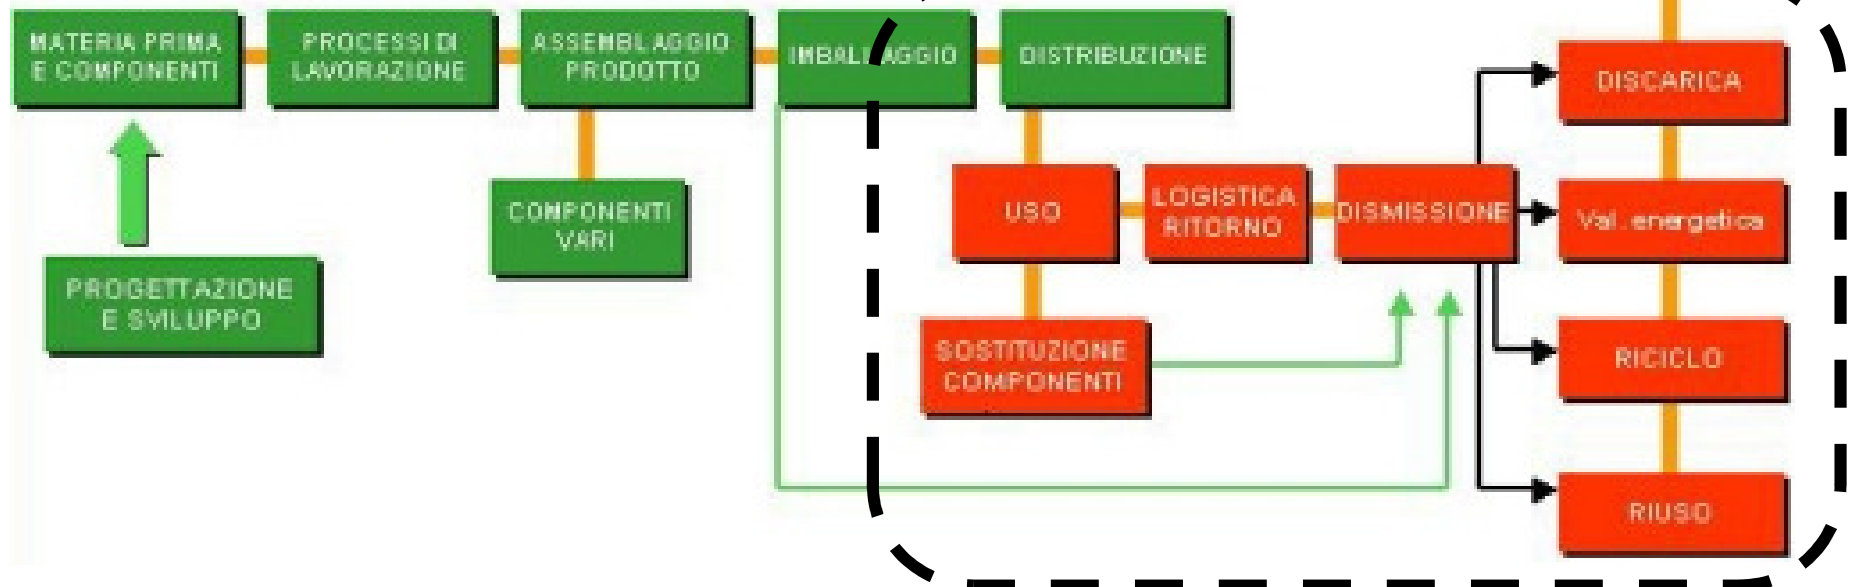 MATERIA PRIMA
E COMPONENTI
PROCESSI DI
LAVORAZIONE
ASSEMBLAGGIO
PRODOTTO
IMBALLAGGIO
DISTRIBUZIONE
DISCARICA
USO
LOGISTICA
RITORNO
DISMISSIONE
Val. energetica
COMPONENTI
VARI
PROGETTAZIONE
E SVILUPPO
SOSTITUZIONE
COMPONENTI
RICICLO
RIUSO